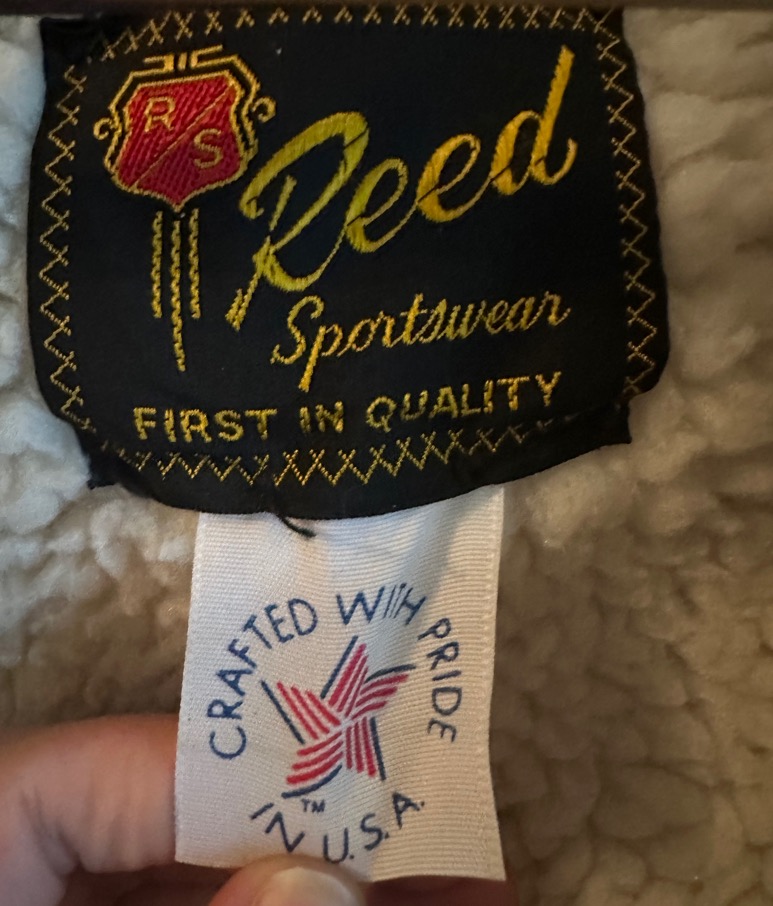 R
S
Reed
Sportswear
FIRST IN QUALITY
CRAFTED WITH PRIDE
TM
IN U.S.A.